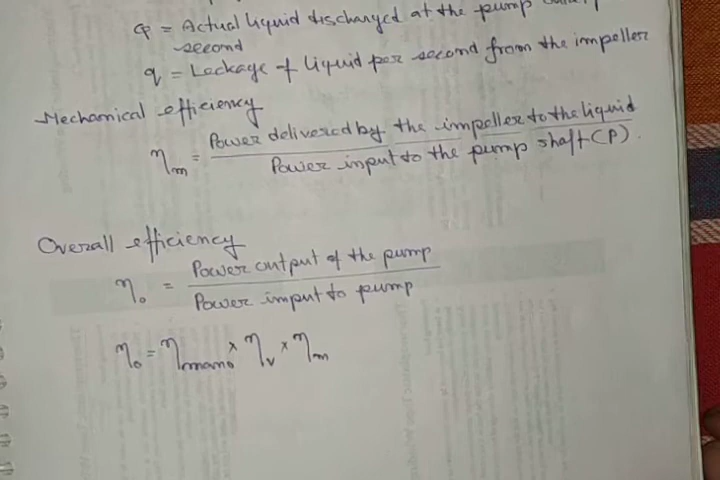 Q = Actual liquid discharged at the pump
second
q = Leckage of liquid per second from the impeller
Mechanical efficiency
ηm = Power delivered by the impeller to the liquid
Power input to the pump shaft (P).
Overall efficiency
ηo = Power output of the pump
Power input to pump
ηo = ηmano × ηv × ηm